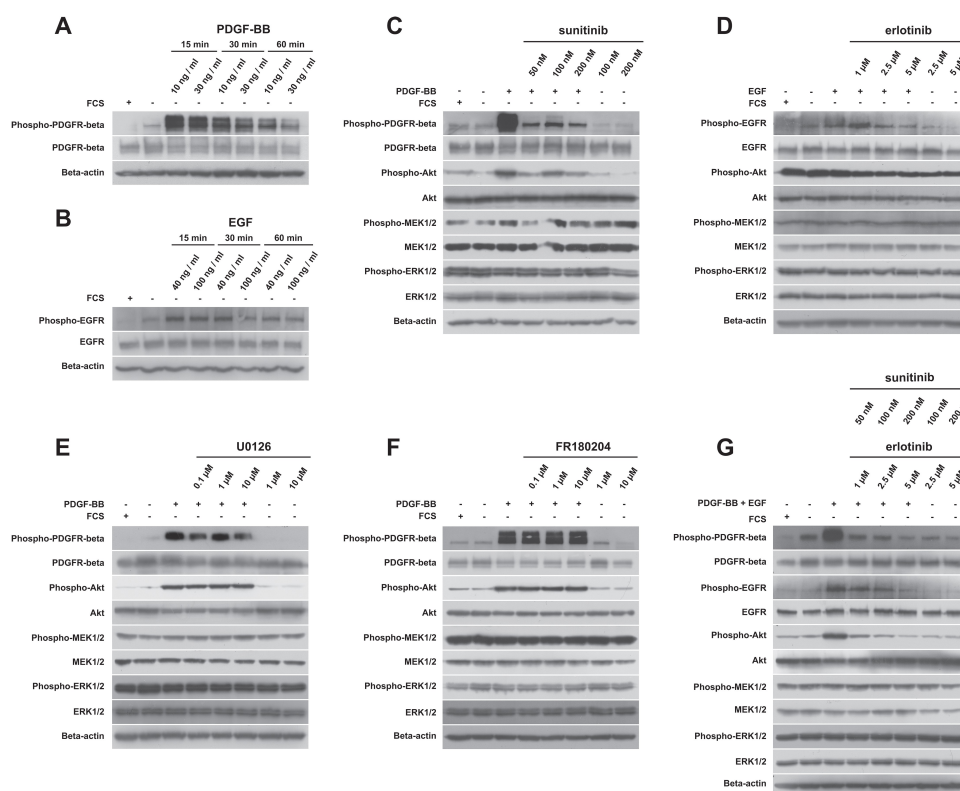 A
PDGF-BB
15 min 30 min 60 min
10 ng / ml 30 ng / ml 10 ng / ml 30 ng / ml 10 ng / ml 30 ng / ml
FCS + - - - - - - -
Phospho-PDGFR-beta
PDGFR-beta
Beta-actin
B
EGF
15 min 30 min 60 min
40 ng / ml 100 ng / ml 40 ng / ml 100 ng / ml 40 ng / ml 100 ng / ml
FCS + - - - - - - -
Phospho-EGFR
EGFR
Beta-actin
C
sunitinib
50 nM 100 nM 200 nM 100 nM 200 nM
PDGF-BB - - + + + + - -
FCS + - - - - - - -
Phospho-PDGFR-beta
PDGFR-beta
Phospho-Akt
Akt
Phospho-MEK1/2
MEK1/2
Phospho-ERK1/2
ERK1/2
Beta-actin
D
erlotinib
1 µM 2.5 µM 5 µM 2.5 µM 5 µM
EGF - - + + + + - -
FCS + - - - - - - -
Phospho-EGFR
EGFR
Phospho-Akt
Akt
Phospho-MEK1/2
MEK1/2
Phospho-ERK1/2
ERK1/2
Beta-actin
E
U0126
0.1 µM 1 µM 10 µM 1 µM 10 µM
PDGF-BB - - + + + + - -
FCS + - - - - - - -
Phospho-PDGFR-beta
PDGFR-beta
Phospho-Akt
Akt
Phospho-MEK1/2
MEK1/2
Phospho-ERK1/2
ERK1/2
Beta-actin
F
FR180204
0.1 µM 1 µM 10 µM 1 µM 10 µM
PDGF-BB - - + + + + - -
FCS + - - - - - - -
Phospho-PDGFR-beta
PDGFR-beta
Phospho-Akt
Akt
Phospho-MEK1/2
MEK1/2
Phospho-ERK1/2
ERK1/2
Beta-actin
sunitinib
50 nM 100 nM 200 nM 100 nM 200
G
erlotinib
1 µM 2.5 µM 5 µM 2.5 µM 5 µM
PDGF-BB + EGF - - + + + + - -
FCS + - - - - - - -
Phospho-PDGFR-beta
PDGFR-beta
Phospho-EGFR
EGFR
Phospho-Akt
Akt
Phospho-MEK1/2
MEK1/2
Phospho-ERK1/2
ERK1/2
Beta-actin